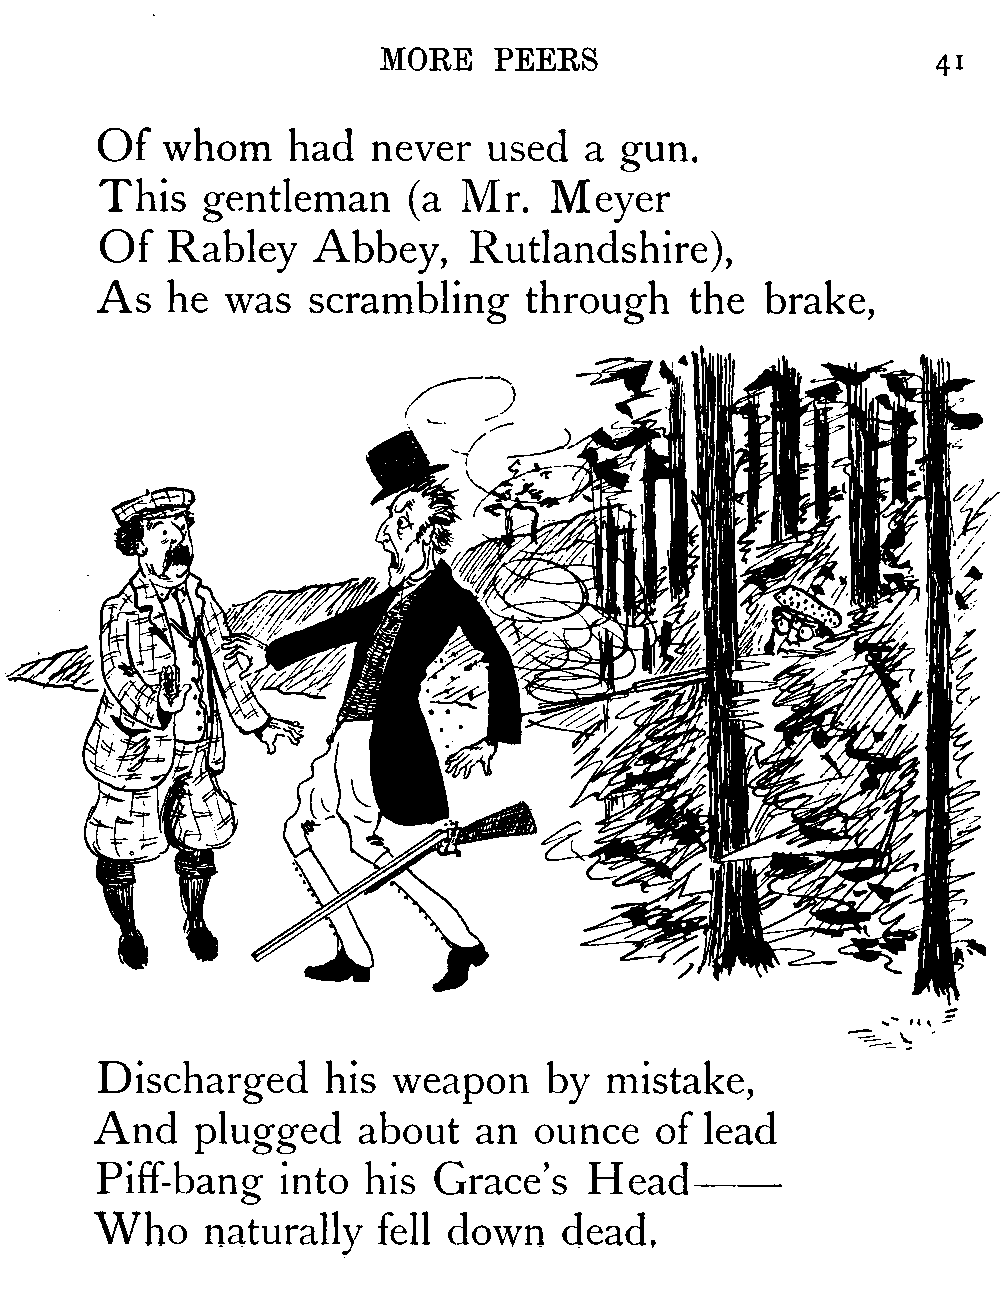 MORE PEERS 41
Of whom had never used a gun.
This gentleman (a Mr. Meyer
Of Rabley Abbey, Rutlandshire),
As he was scrambling through the brake,
Discharged his weapon by mistake,
And plugged about an ounce of lead
Piff-bang into his Grace's Head——
Who naturally fell down dead.